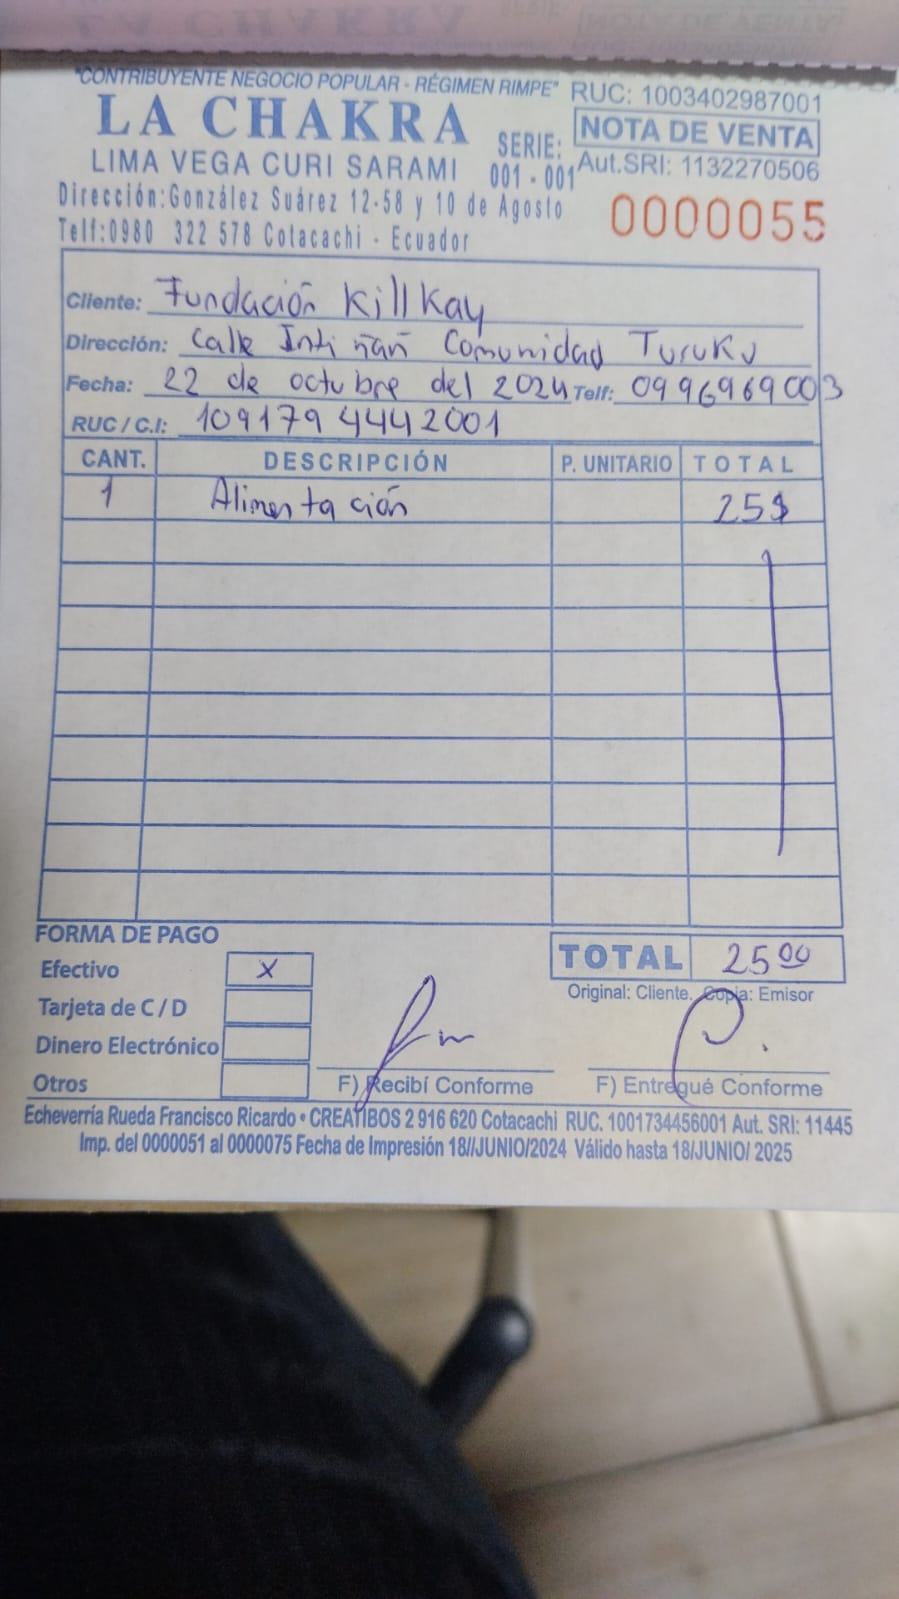 "CONTRIBUYENTE NEGOCIO POPULAR - RÉGIMEN RIMPE"
RUC: 1003402987001
LA CHAKRA
NOTA DE VENTA
LIMA VEGA CURI SARAMI
SERIE:
001 - 001
Aut.SRI: 1132270506
Dirección:González Suárez 12-58 y 10 de Agosto
0000055
Telf:0980 322 578 Cotacachi - Ecuador
Cliente: Fundación Killkay
Dirección: Calle Inti ñañ Comunidad Turuku
Fecha: 22 de octubre del 2024 Telf: 0996969003
RUC / C.I: 1091794442001
CANT. DESCRIPCIÓN P. UNITARIO TOTAL
1 Alimentación 25$
FORMA DE PAGO
TOTAL 25 00
Efectivo X
Original: Cliente. Copia: Emisor
Tarjeta de C / D
Dinero Electrónico
Otros
F) Recibí Conforme F) Entregué Conforme
Echeverría Rueda Francisco Ricardo • CREATIBOS 2 916 620 Cotacachi RUC. 1001734456001 Aut. SRI: 11445
Imp. del 0000051 al 0000075 Fecha de Impresión 18//JUNIO/2024 Válido hasta 18/JUNIO/ 2025